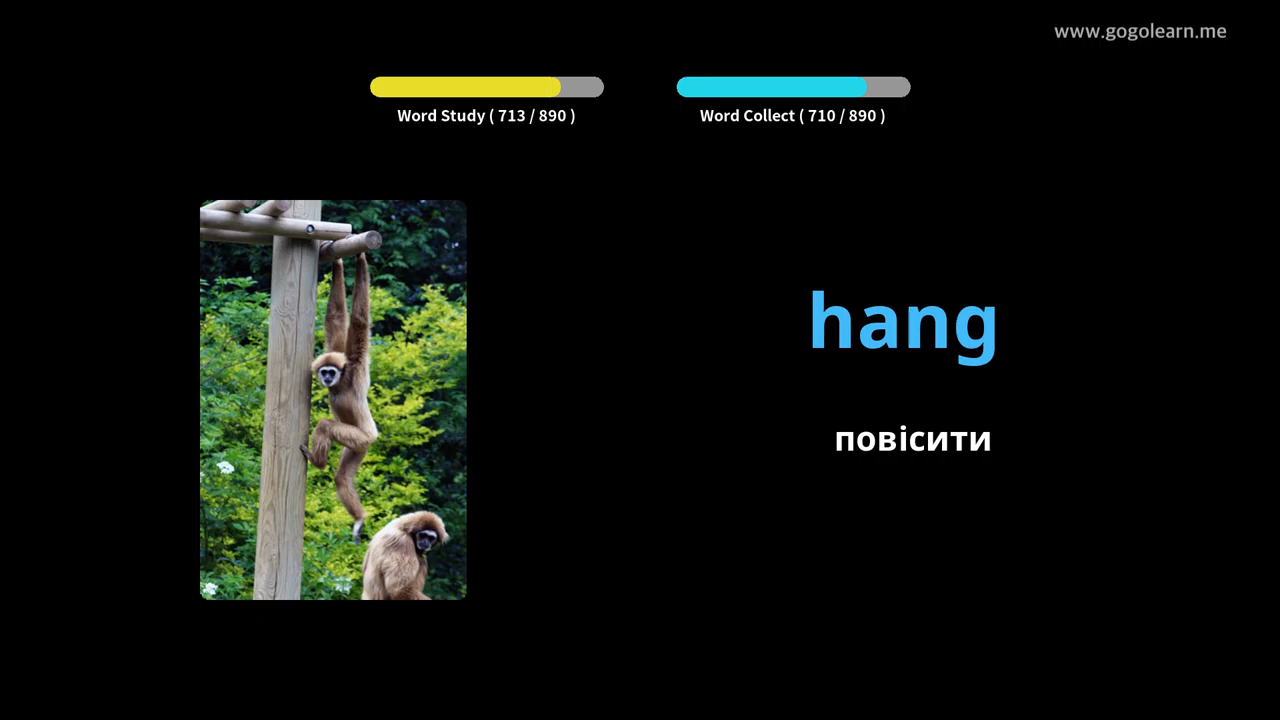 www.gogolearn.me
Word Study ( 713 / 890 )
Word Collect ( 710 / 890 )
hang
повісити